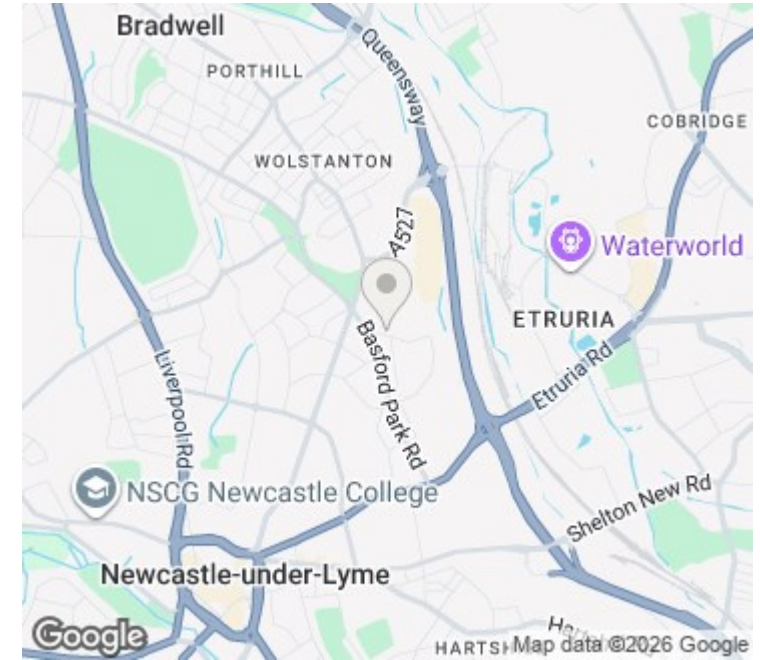 Bradwell
PORTHILL
Queensway
COBRIDGE
WOLSTANTON
A527
Waterworld
ETRURIA
Basford Park Rd
Etruria Rd
Liverpool Rd
NSCG Newcastle College
Shelton New Rd
Newcastle-under-Lyme
Google
Map data ©2026 Google